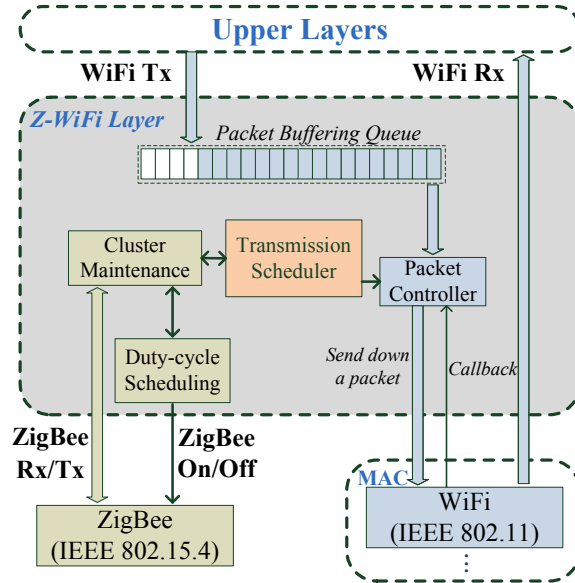 Upper Layers
WiFi Tx
WiFi Rx
Z-WiFi Layer
Packet Buffering Queue
Cluster
Maintenance
Transmission
Scheduler
Packet
Controller
Duty-cycle
Scheduling
Send down
a packet
Callback
ZigBee
Rx/Tx
ZigBee
On/Off
MAC
ZigBee
(IEEE 802.15.4)
WiFi
(IEEE 802.11)